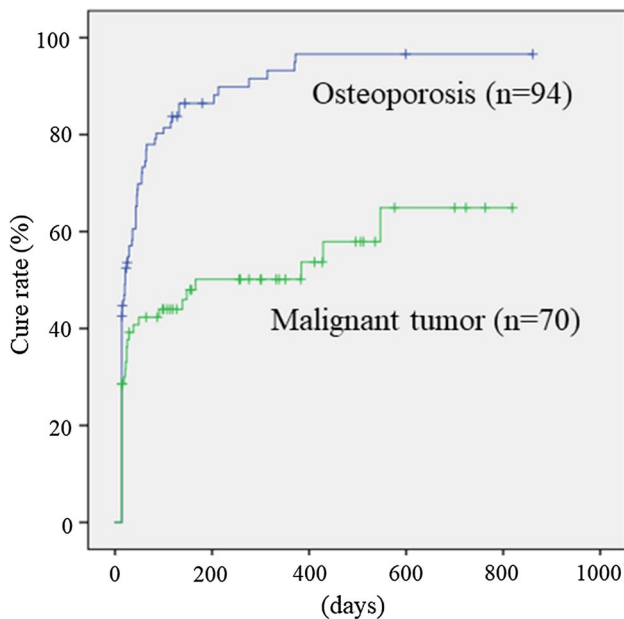 Cure rate (%)
100
80
60
40
20
0
Osteoporosis (n=94)
Malignant tumor (n=70)
0 200 400 600 800 1000
(days)